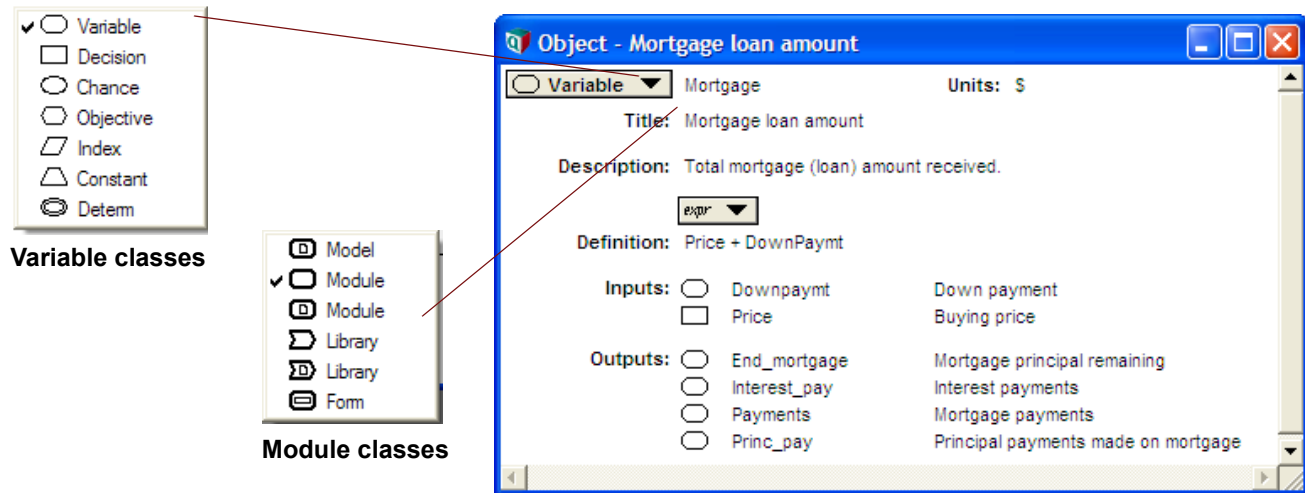 Variable
Decision
Chance
Objective
Index
Constant
Determ
Variable classes
Model
Module
Module
Library
Library
Form
Module classes
Object - Mortgage loan amount
Variable Mortgage Units: $
Title: Mortgage loan amount
Description: Total mortgage (loan) amount received.
expr
Definition: Price + DownPaymt
Inputs: Downpaymt Down payment
Price Buying price
Outputs: End_mortgage Mortgage principal remaining
Interest_pay Interest payments
Payments Mortgage payments
Princ_pay Principal payments made on mortgage